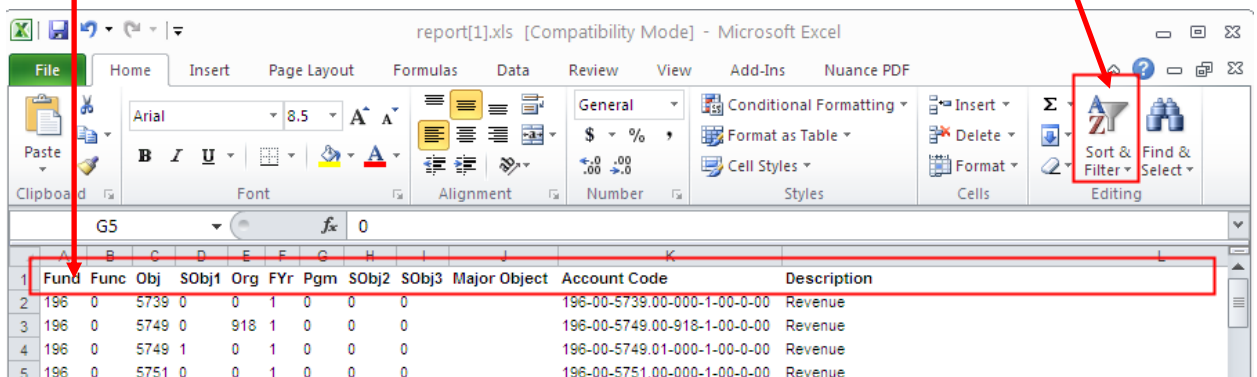 report[1].xls [Compatibility Mode] - Microsoft Excel
File Home Insert Page Layout Formulas Data Review View Add-Ins Nuance PDF
Paste
Clipboard
Arial 8.5 A A
B I U A
Font
Alignment
General
$ % ,
.0 .00 .00 .0
Number
Conditional Formatting
Format as Table
Cell Styles
Styles
Insert
Delete
Format
Cells
Σ
Sort & Filter
Find & Select
Editing
G5 fx 0
A B C D E F G H I J K L
1 Fund Func Obj SObj1 Org FYr Pgm SObj2 SObj3 Major Object Account Code Description
2 196 0 5739 0 0 1 0 0 0 196-00-5739.00-000-1-00-0-00 Revenue
3 196 0 5749 0 918 1 0 0 0 196-00-5749.00-918-1-00-0-00 Revenue
4 196 0 5749 1 0 1 0 0 0 196-00-5749.01-000-1-00-0-00 Revenue
5 196 0 5751 0 0 1 0 0 0 196-00-5751.00-000-1-00-0-00 Revenue